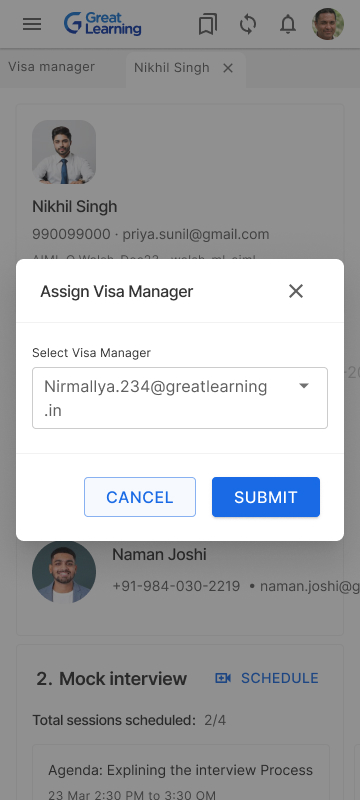 Great
Learning
Visa manager
Nikhil Singh
Nikhil Singh
990099000 · priya.sunil@gmail.com
Assign Visa Manager
Select Visa Manager
Nirmallya.234@greatlearning
.in
CANCEL
SUBMIT
Naman Joshi
+91-984-030-2219 • naman.joshi@g
2. Mock interview
SCHEDULE
Total sessions scheduled: 2/4
Agenda: Explining the interview Process
23 Mar 2:30 PM to 3:30 OM